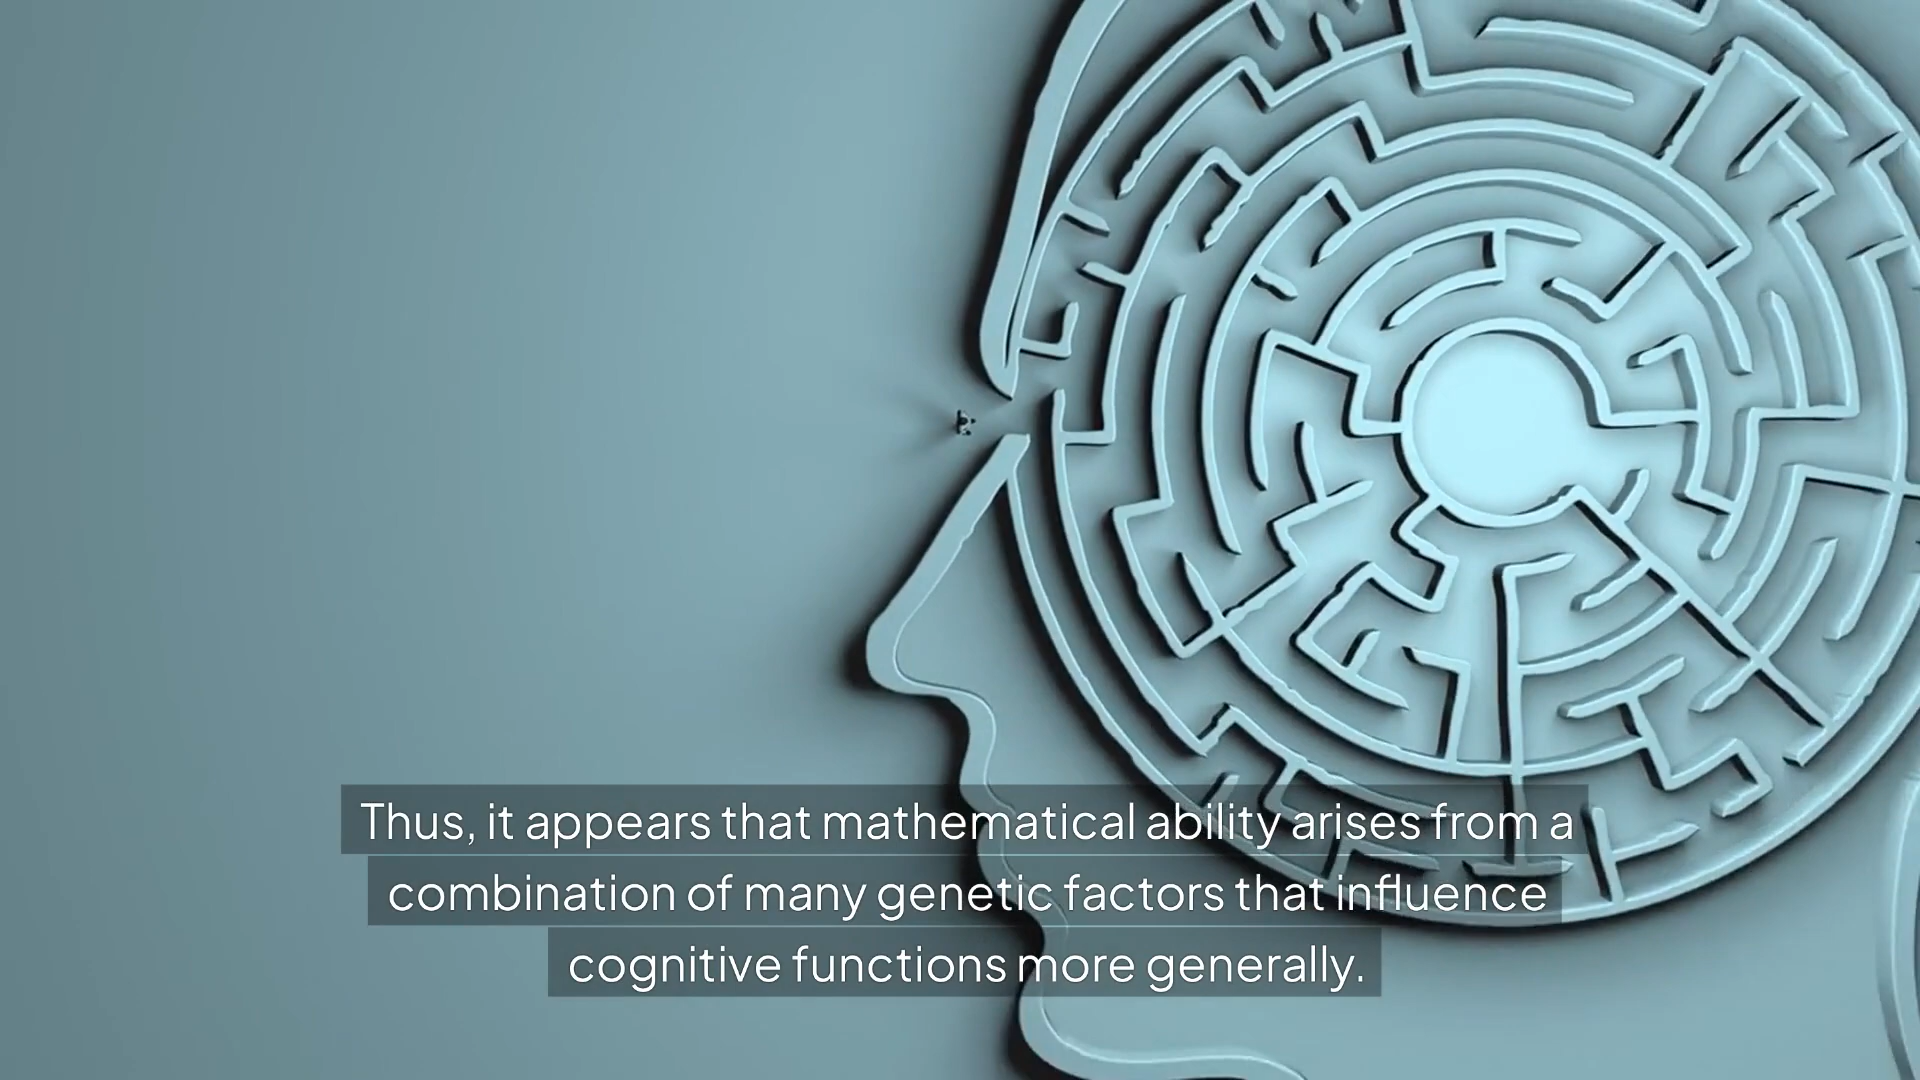 Thus, it appears that mathematical ability arises from a
combination of many genetic factors that influence
cognitive functions more generally.